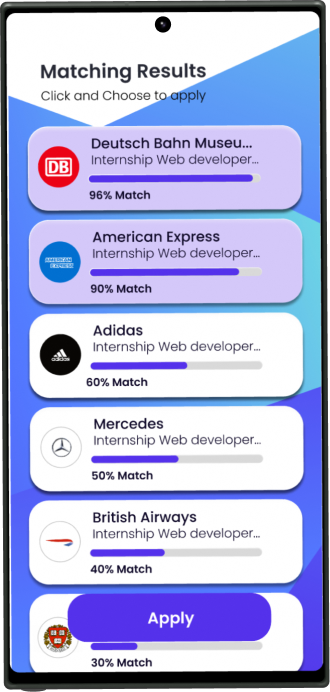 Matching Results
Click and Choose to apply
DB
Deutsch Bahn Museu...
Internship Web developer...
96% Match
AMERICAN
EXPRESS
American Express
Internship Web developer...
90% Match
adidas
Adidas
Internship Web developer...
60% Match
Mercedes
Internship Web developer...
50% Match
British Airways
Internship Web developer...
40% Match
Apply
30% Match